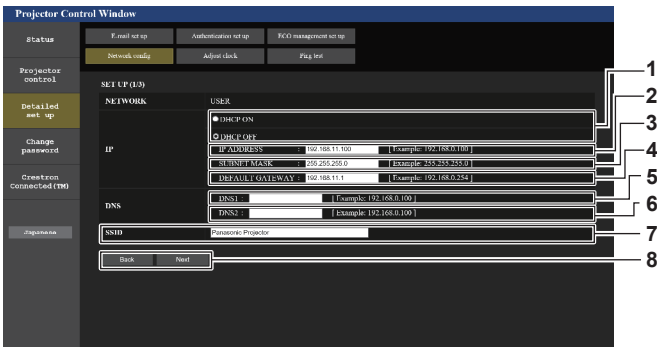 Projector Control Window
Status
Projector
control
Detailed
set up
Change
password
Crestron
Connected(TM)
Japanese
E-mail set up
Authentication set up
ECO management set up
Network config
Adjust clock
Ping test
SET UP (1/3)
NETWORK USER
IP
DHCP ON
DHCP OFF
IP ADDRESS : 192.168.11.100 [ Example: 192.168.0.100 ]
SUBNET MASK : 255.255.255.0 [ Example: 255.255.255.0 ]
DEFAULT GATEWAY : 192.168.11.1 [ Example: 192.168.0.254 ]
DNS
DNS1 : [ Example: 192.168.0.100 ]
DNS2 : [ Example: 192.168.0.100 ]
SSID Panasonic Projector
Back Next
1
2
3
4
5
6
7
8